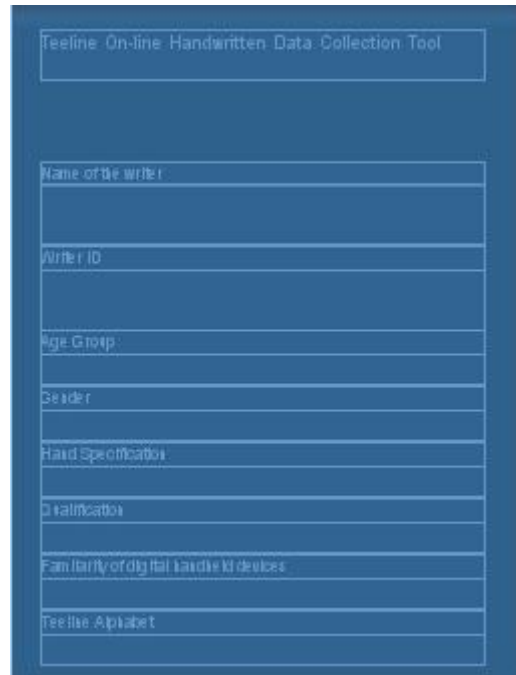 Teeline On-line Handwritten Data Collection Tool
Name of the writer
Writer ID
Age Group
Gender
Hand Specification
Qualification
Familiarity of digital handheld devices
Teeline Alphabet